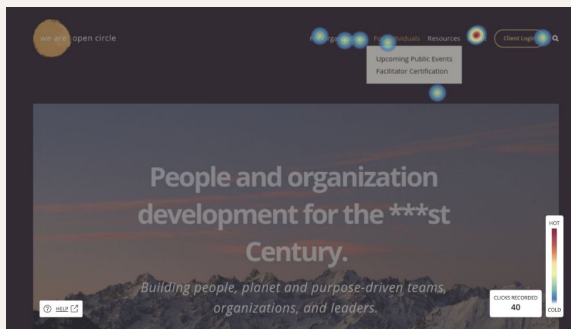 we are open circle
Individuals
Resources
Client Login
Upcoming Public Events
Facilitator Certification
People and organization
development for the ***st
Century.
Building people, planet and purpose-driven teams,
organizations, and leaders.
HELP
CLICKS RECORDED
40
HOT
COLD